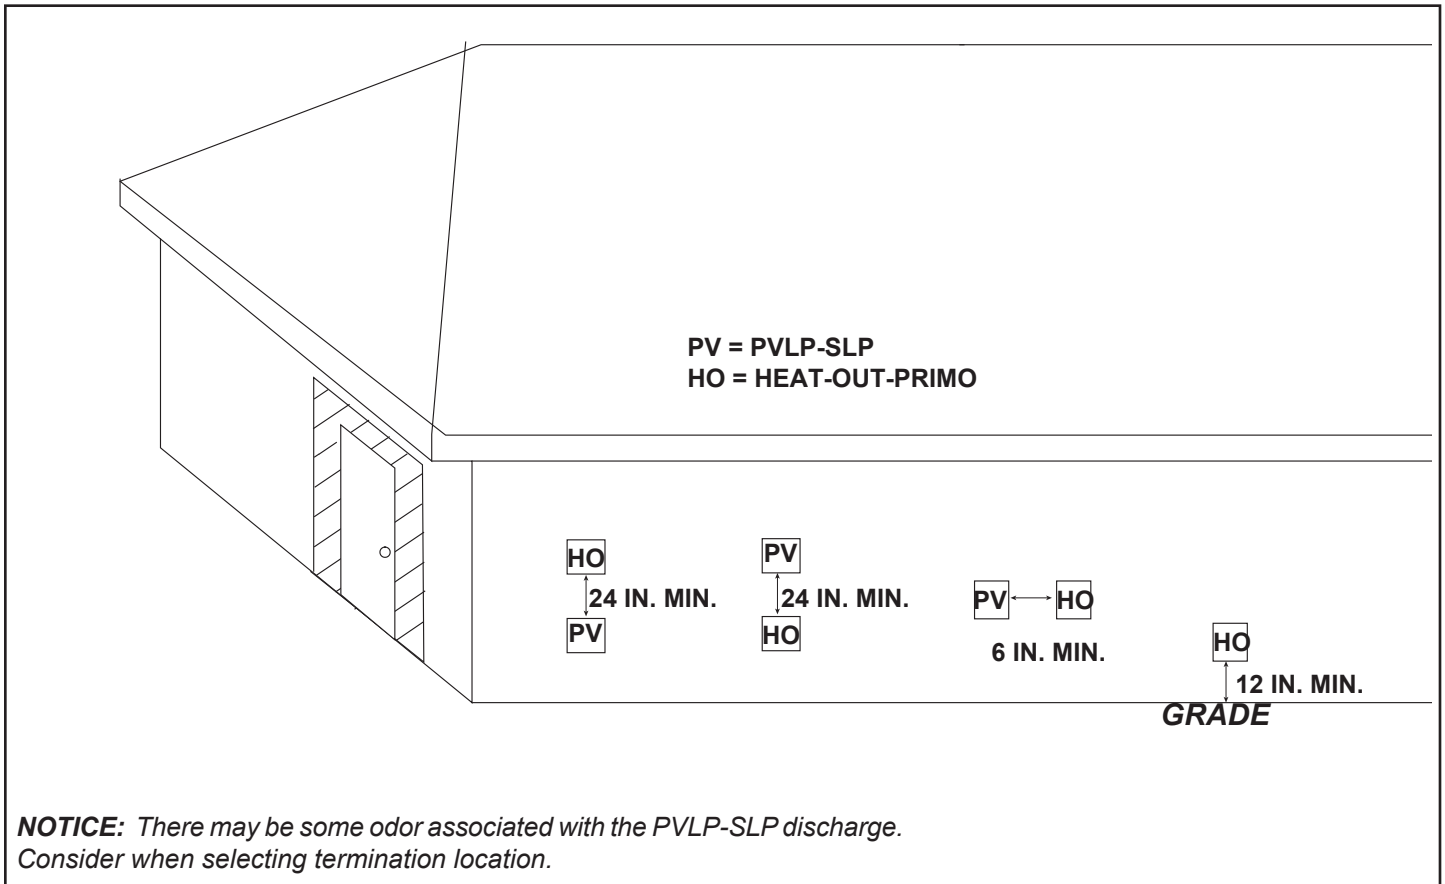 PV = PVLP-SLP
HO = HEAT-OUT-PRIMO
HO
24 IN. MIN.
PV
PV
24 IN. MIN.
HO
PV
HO
6 IN. MIN.
HO
12 IN. MIN.
GRADE
NOTICE: There may be some odor associated with the PVLP-SLP discharge.
Consider when selecting termination location.